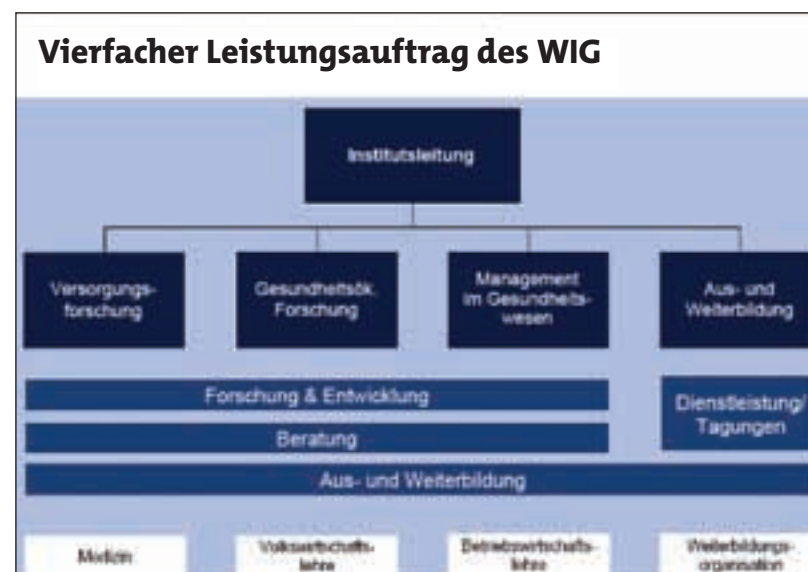 Vierfacher Leistungsauftrag des WIG
Institutsleitung
Versorgungs-
forschung
Gesundheitsök.
Forschung
Management
im Gesundheits-
wesen
Aus- und
Weiterbildung
Forschung & Entwicklung
Beratung
Dienstleistung/
Tagungen
Aus- und Weiterbildung
Medizin
Volkswirtschafts-
lehre
Betriebswirtschafts-
lehre
Weiterbildungs-
organisation